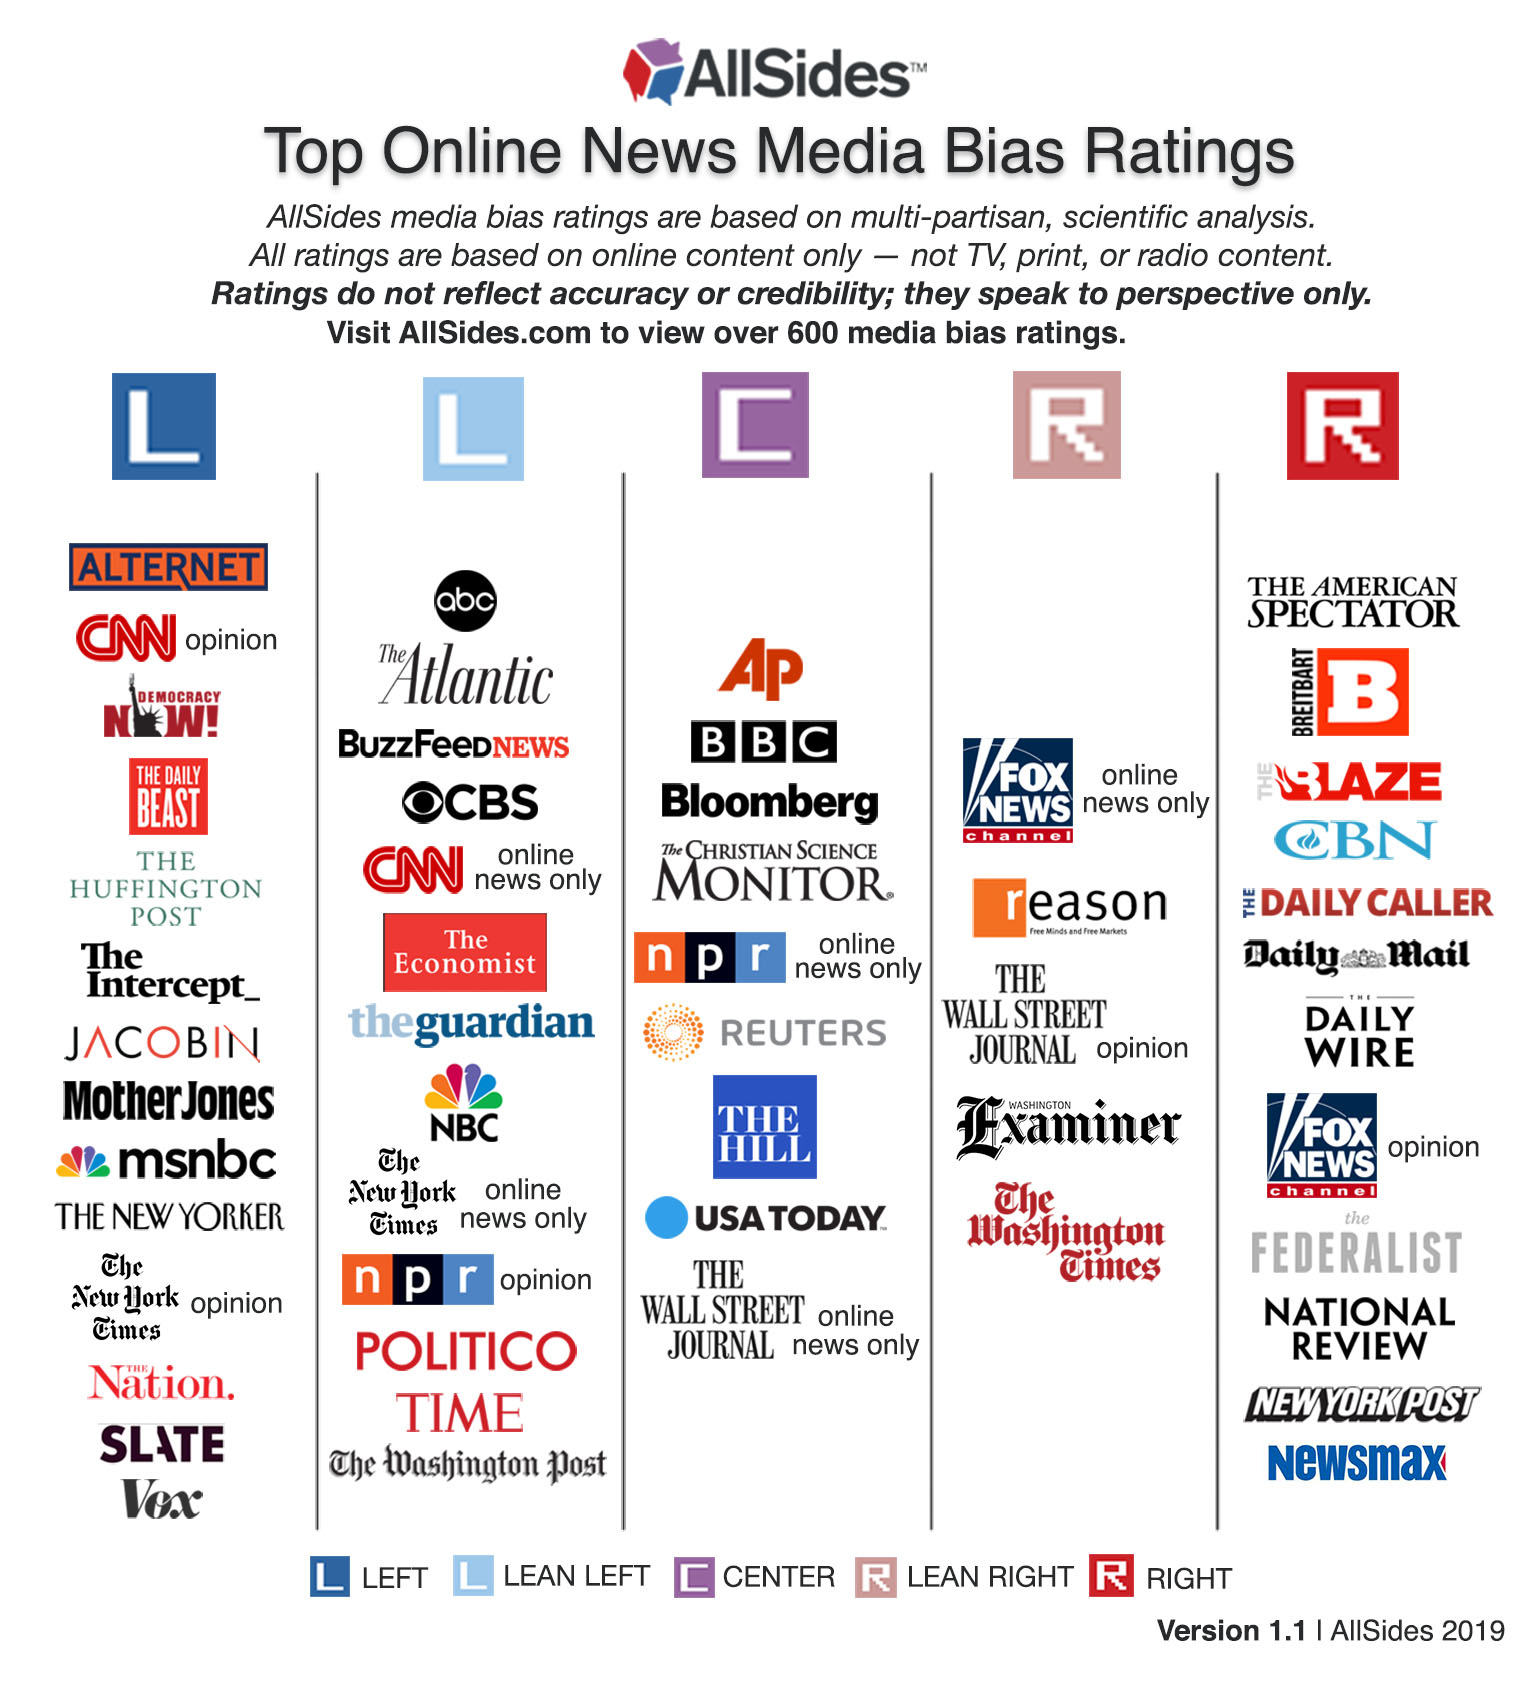 AllSides™
Top Online News Media Bias Ratings
AllSides media bias ratings are based on multi-partisan, scientific analysis.
All ratings are based on online content only — not TV, print, or radio content.
Ratings do not reflect accuracy or credibility; they speak to perspective only.
Visit AllSides.com to view over 600 media bias ratings.
L
L
C
R
R
ALTERNET
CNN opinion
DEMOCRACY
NOW!
THE DAILY
BEAST
THE
HUFFINGTON
POST
The
Intercept_
JACOBIN
Mother Jones
msnbc
THE NEW YORKER
The
New York
Times
opinion
THE
Nation.
SLATE
Vox
abc
The
Atlantic
BuzzFeedNEWS
CBS
CNN
online
news only
The
Economist
theguardian
NBC
The
New York
Times
online
news only
npr opinion
POLITICO
TIME
The Washington Post
AP
BBC
Bloomberg
The CHRISTIAN SCIENCE
MONITOR®
npr
online
news only
REUTERS
THE
HILL
USA TODAY
THE
WALL STREET
JOURNAL
online
news only
FOX
NEWS
channel
online
news only
reason
Free Minds and Free Markets
THE
WALL STREET
JOURNAL opinion
WASHINGTON
Examiner
The
Washington
Times
THE AMERICAN
SPECTATOR
BREITBART
B
THE BLAZE
CBN
THE DAILY CALLER
Daily Mail
THE
DAILY
WIRE
FOX
NEWS
channel
opinion
the
FEDERALIST
NATIONAL
REVIEW
NEW YORK POST
Newsmax
L LEFT L LEAN LEFT C CENTER R LEAN RIGHT R RIGHT
Version 1.1 | AllSides 2019